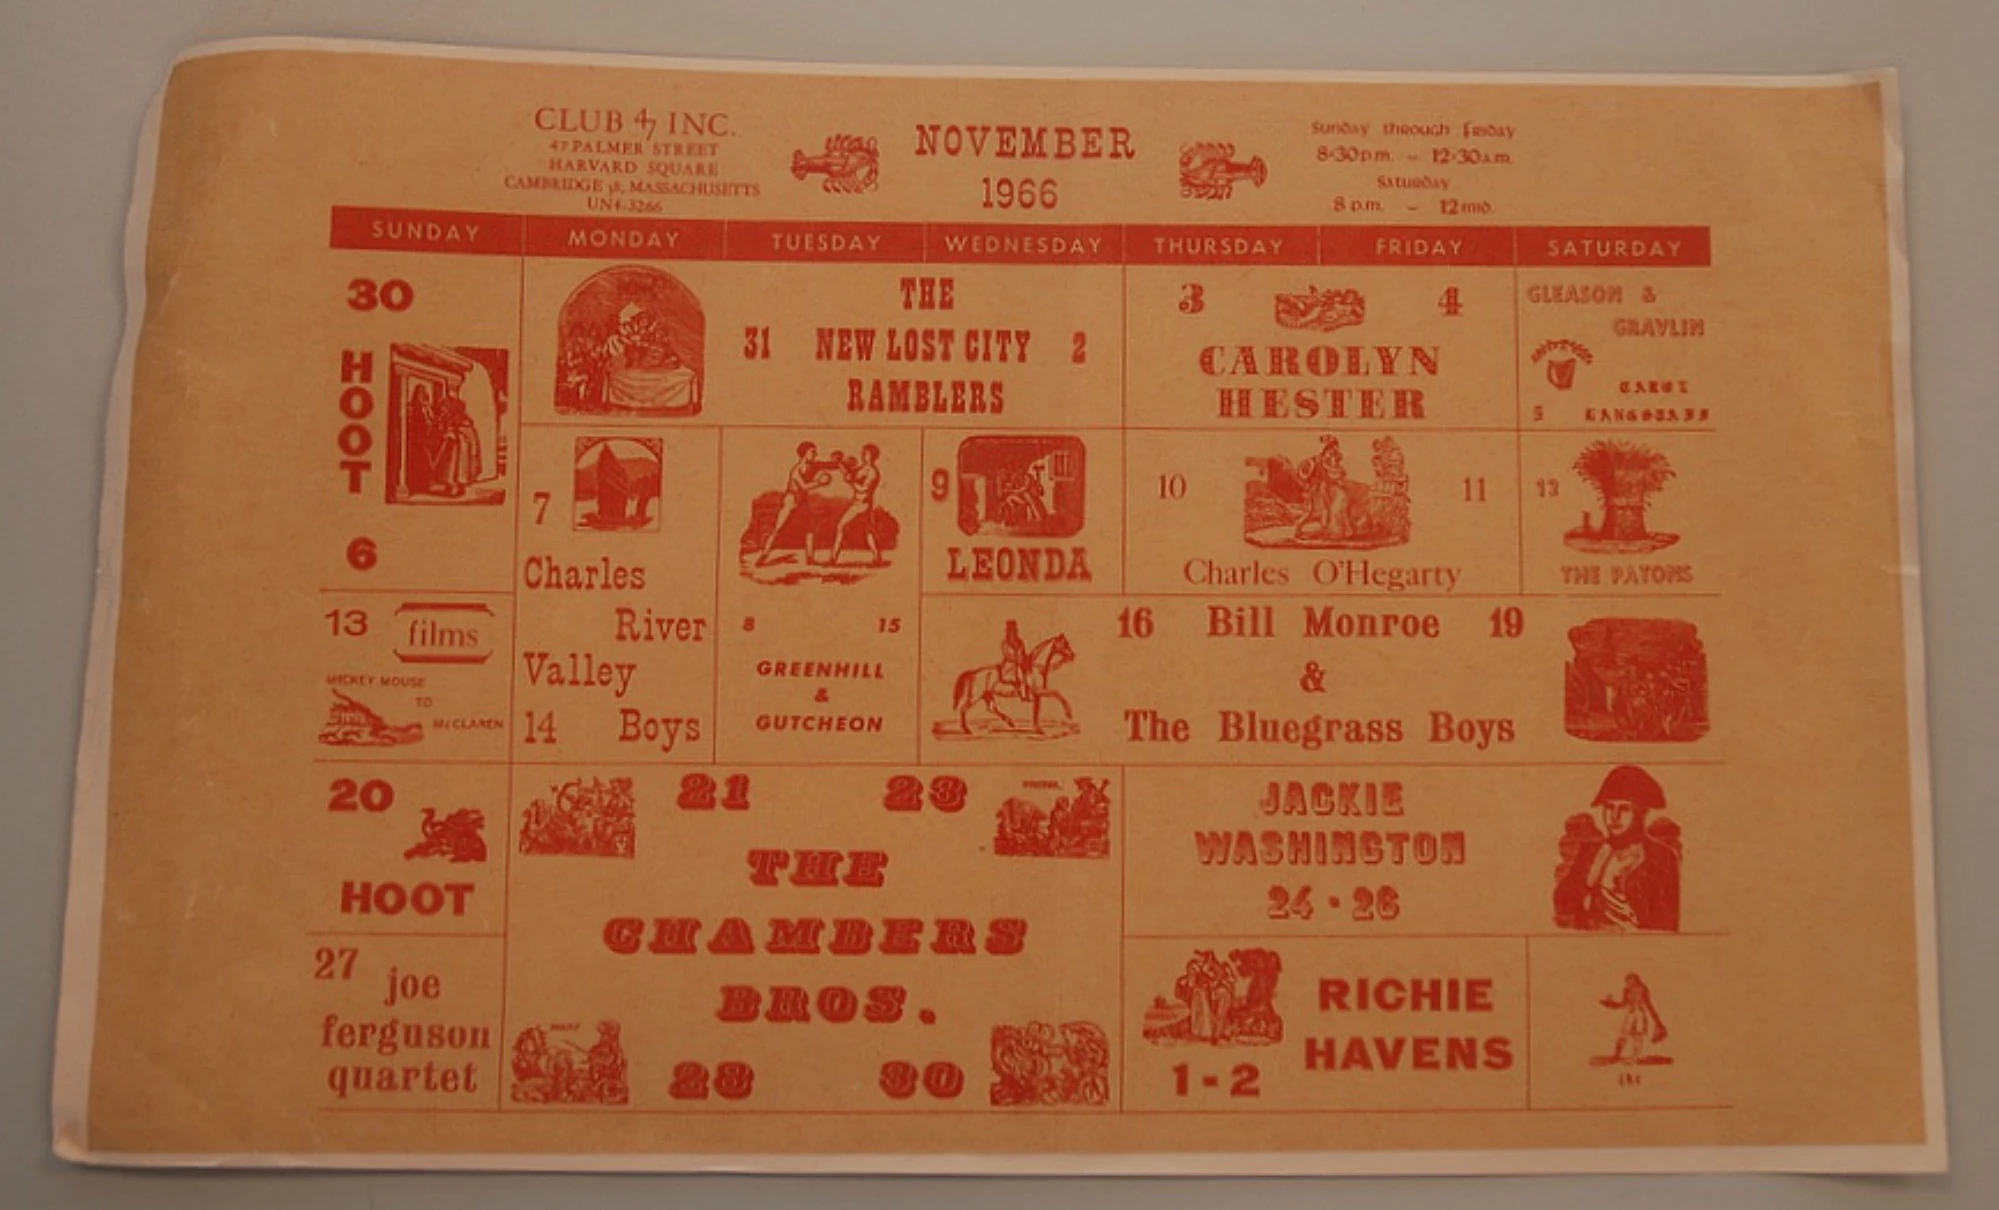 CLUB 47 INC.
47 PALMER STREET
HARVARD SQUARE
CAMBRIDGE 38, MASSACHUSETTS
UN4-3266
NOVEMBER
1966
Sunday through Friday
8:30 p.m. – 12:30 a.m.
Saturday
8 p.m. – 12 mid.
SUNDAY MONDAY TUESDAY WEDNESDAY THURSDAY FRIDAY SATURDAY
30
HOOT
6
THE
31 NEW LOST CITY 2
RAMBLERS
3 4
CAROLYN
HESTER
GLEASON &
GRAVLIN
5
7
Charles
River
Valley
14 Boys
8 15
GREENHILL
&
GUTCHEON
9
LEONDA
10 11
Charles O'Hegarty
THE PATONS
13 films
MICKEY MOUSE
TO
McCLAREN
16 Bill Monroe 19
&
The Bluegrass Boys
20
HOOT
21 23
THE
CHAMBERS
BROS.
28 30
JACKIE
WASHINGTON
24 - 26
27 joe
ferguson
quartet
RICHIE
HAVENS
1-2